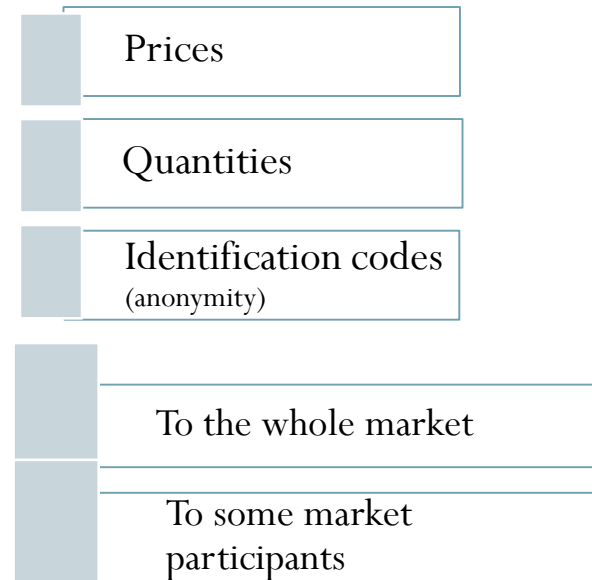 Prices
Quantities
Identification codes
(anonymity)
To the whole market
To some market
participants